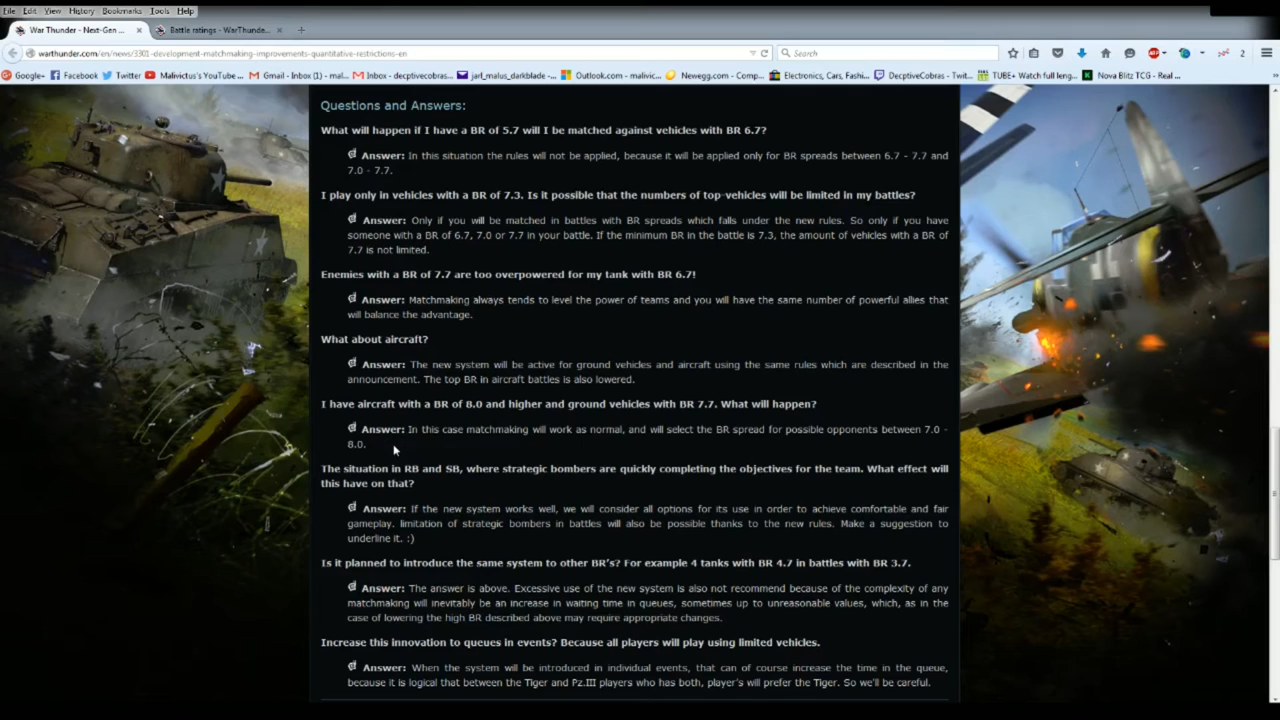 File Edit View History Bookmarks Tools Help
War Thunder - Next-Gen ... × Battle ratings - WarThunde... × +
warthunder.com/en/news/3301-development-matchmaking-improvements-quantitative-restrictions-en Search 2
Google+ Facebook Twitter Malivictus's YouTube... Gmail - Inbox (1) - mal... Inbox - decptivecobras... jarl_malus_darkblade -... Outlook.com - malivic... Newegg.com - Comp... Electronics, Cars, Fashi... DecptiveCobras - Twit... TUBE+ Watch full leng... Nova Blitz TCG - Real ...
Questions and Answers:
What will happen if I have a BR of 5.7 will I be matched against vehicles with BR 6.7?
Answer: In this situation the rules will not be applied, because it will be applied only for BR spreads between 6.7 - 7.7 and
7.0 - 7.7.
I play only in vehicles with a BR of 7.3. Is it possible that the numbers of top-vehicles will be limited in my battles?
Answer: Only if you will be matched in battles with BR spreads which falls under the new rules. So only if you have
someone with a BR of 6.7, 7.0 or 7.7 in your battle. If the minimum BR in the battle is 7.3, the amount of vehicles with a BR of
7.7 is not limited.
Enemies with a BR of 7.7 are too overpowered for my tank with BR 6.7!
Answer: Matchmaking always tends to level the power of teams and you will have the same number of powerful allies that
will balance the advantage.
What about aircraft?
Answer: The new system will be active for ground vehicles and aircraft using the same rules which are described in the
announcement. The top BR in aircraft battles is also lowered.
I have aircraft with a BR of 8.0 and higher and ground vehicles with BR 7.7. What will happen?
Answer: In this case matchmaking will work as normal, and will select the BR spread for possible opponents between 7.0 -
8.0.
The situation in RB and SB, where strategic bombers are quickly completing the objectives for the team. What effect will
this have on that?
Answer: If the new system works well, we will consider all options for its use in order to achieve comfortable and fair
gameplay. limitation of strategic bombers in battles will also be possible thanks to the new rules. Make a suggestion to
underline it. :)
Is it planned to introduce the same system to other BR's? For example 4 tanks with BR 4.7 in battles with BR 3.7.
Answer: The answer is above. Excessive use of the new system is also not recommend because of the complexity of any
matchmaking will inevitably be an increase in waiting time in queues, sometimes up to unreasonable values, which, as in the
case of lowering the high BR described above may require appropriate changes.
Increase this innovation to queues in events? Because all players will play using limited vehicles.
Answer: When the system will be introduced in individual events, that can of course increase the time in the queue,
because it is logical that between the Tiger and Pz.III players who has both, player's will prefer the Tiger. So we'll be careful.